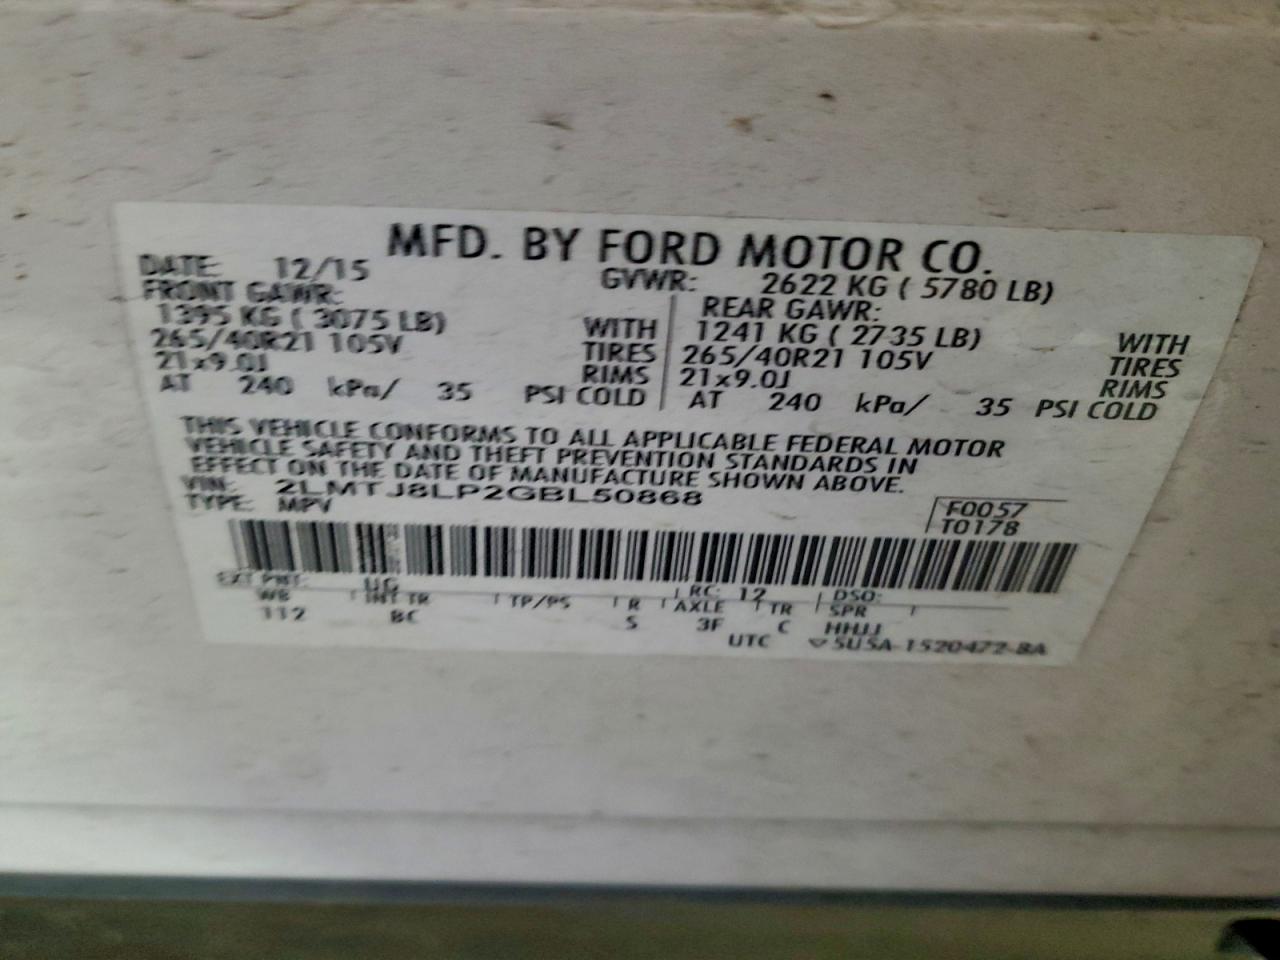 MFD. BY FORD MOTOR CO.
DATE: 12/15 GVWR: 2622 KG ( 5780 LB)
FRONT GAWR: REAR GAWR:
1395 KG ( 3075 LB) WITH 1241 KG ( 2735 LB) WITH
265/40R21 105V TIRES 265/40R21 105V TIRES
21x9.0J RIMS 21x9.0J RIMS
AT 240 kPa/ 35 PSI COLD AT 240 kPa/ 35 PSI COLD
THIS VEHICLE CONFORMS TO ALL APPLICABLE FEDERAL MOTOR
VEHICLE SAFETY AND THEFT PREVENTION STANDARDS IN
EFFECT ON THE DATE OF MANUFACTURE SHOWN ABOVE.
VIN: 2LMTJ8LP2GBL50868
TYPE: MPV
F0057
T0178
EXT PNT: UG RC: 12 DSO:
WB INT TR TP/PS R AXLE TR SPR
112 BC S 3F C HHJJ
UTC 5U5A-1520472-BA